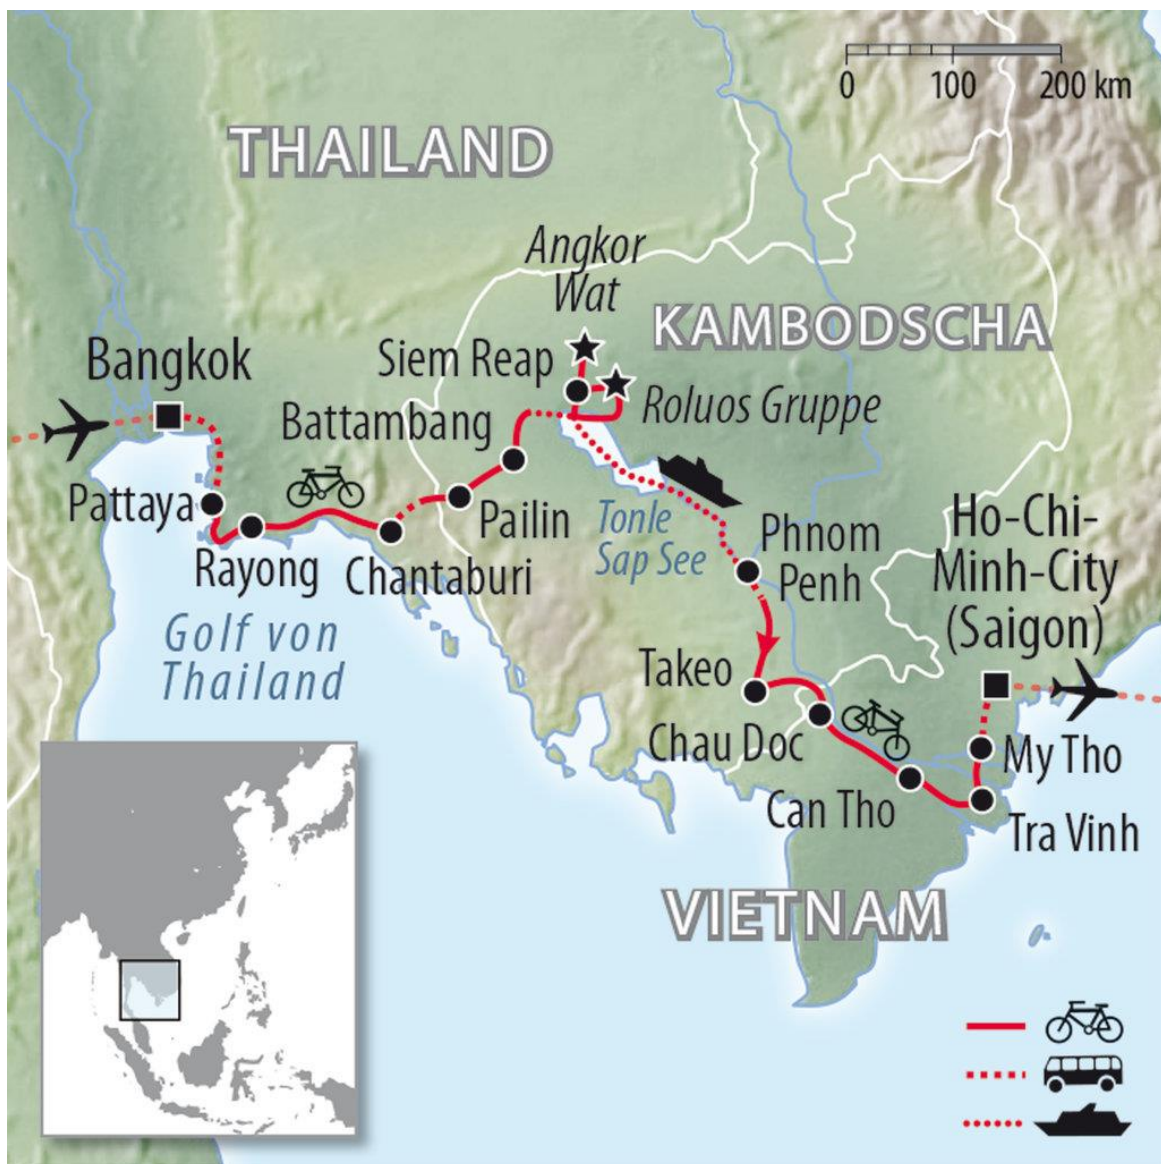 0 100 200 km
THAILAND
Angkor
Wat
KAMBODSCHA
Bangkok
Siem Reap
Roluos Gruppe
Battambang
Pattaya
Pailin
Tonle
Sap See
Ho-Chi-
Minh-City
(Saigon)
Phnom
Penh
Rayong
Chantaburi
Golf von
Thailand
Takeo
Chau Doc
My Tho
Can Tho
Tra Vinh
VIETNAM